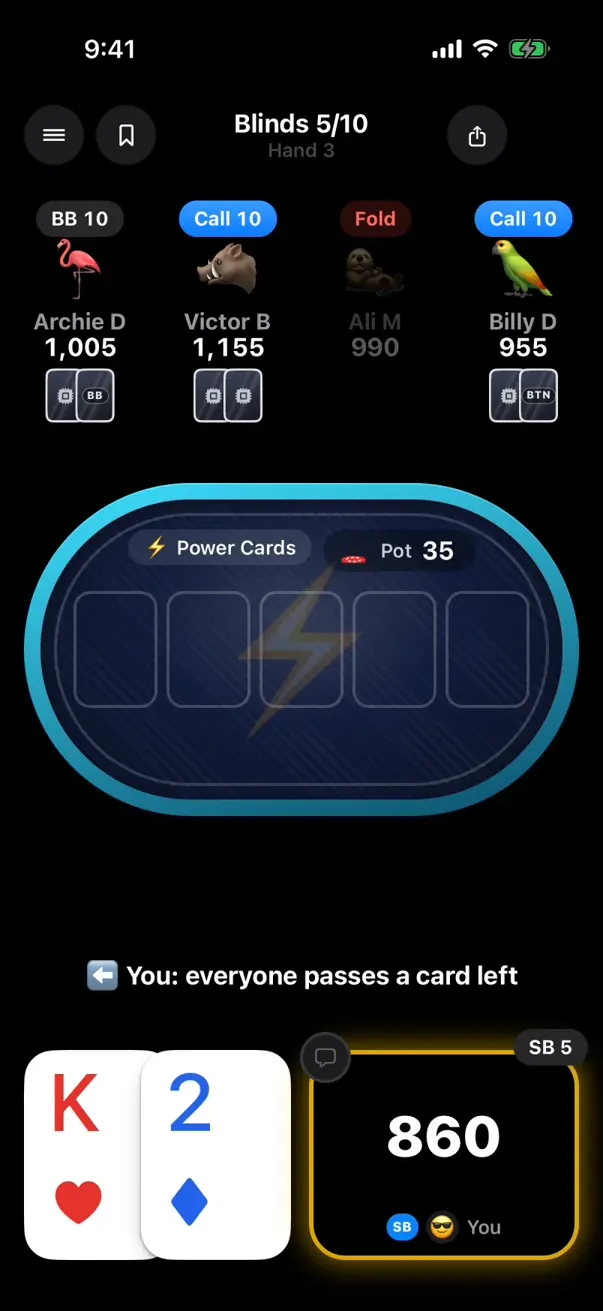 9:41
Blinds 5/10
Hand 3
BB 10
Call 10
Fold
Call 10
Archie D
Victor B
Ali M
Billy D
1,005
1,155
990
955
BB
BTN
Power Cards
Pot 35
You: everyone passes a card left
SB 5
K
2
860
SB
You